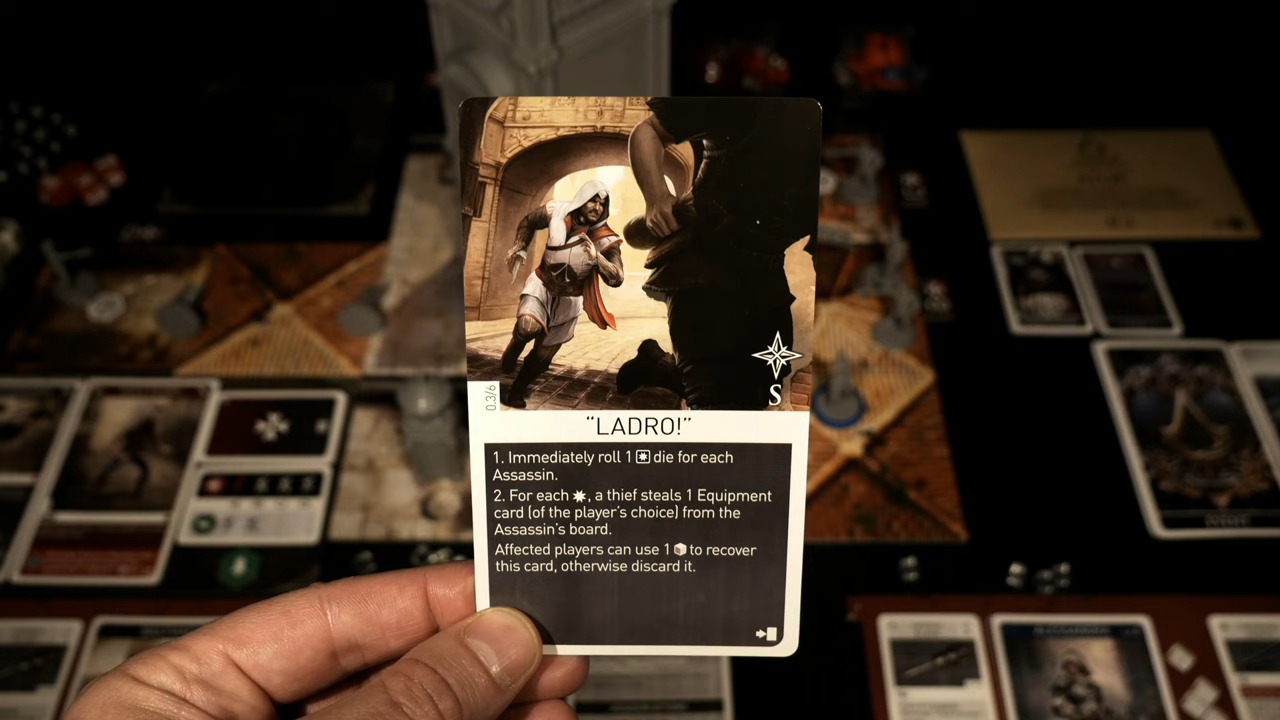 S
0.3/6
“LADRO!”
1. Immediately roll 1 die for each
Assassin.
2. For each , a thief steals 1 Equipment
card (of the player’s choice) from the
Assassin’s board.
Affected players can use 1 to recover
this card, otherwise discard it.